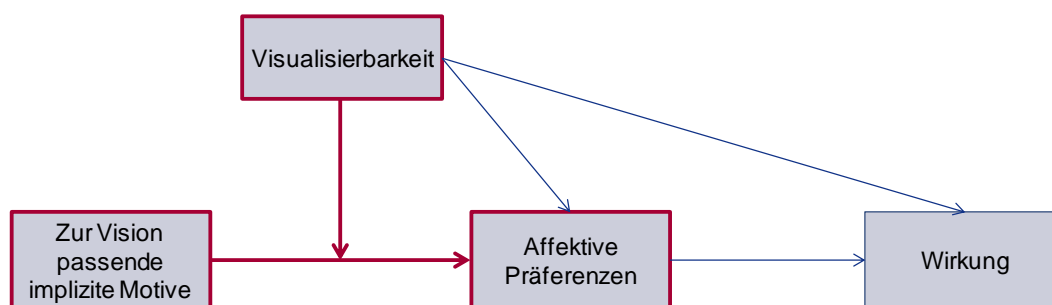 Visualisierbarkeit
Zur Vision
passende
implizite Motive
Affektive
Präferenzen
Wirkung